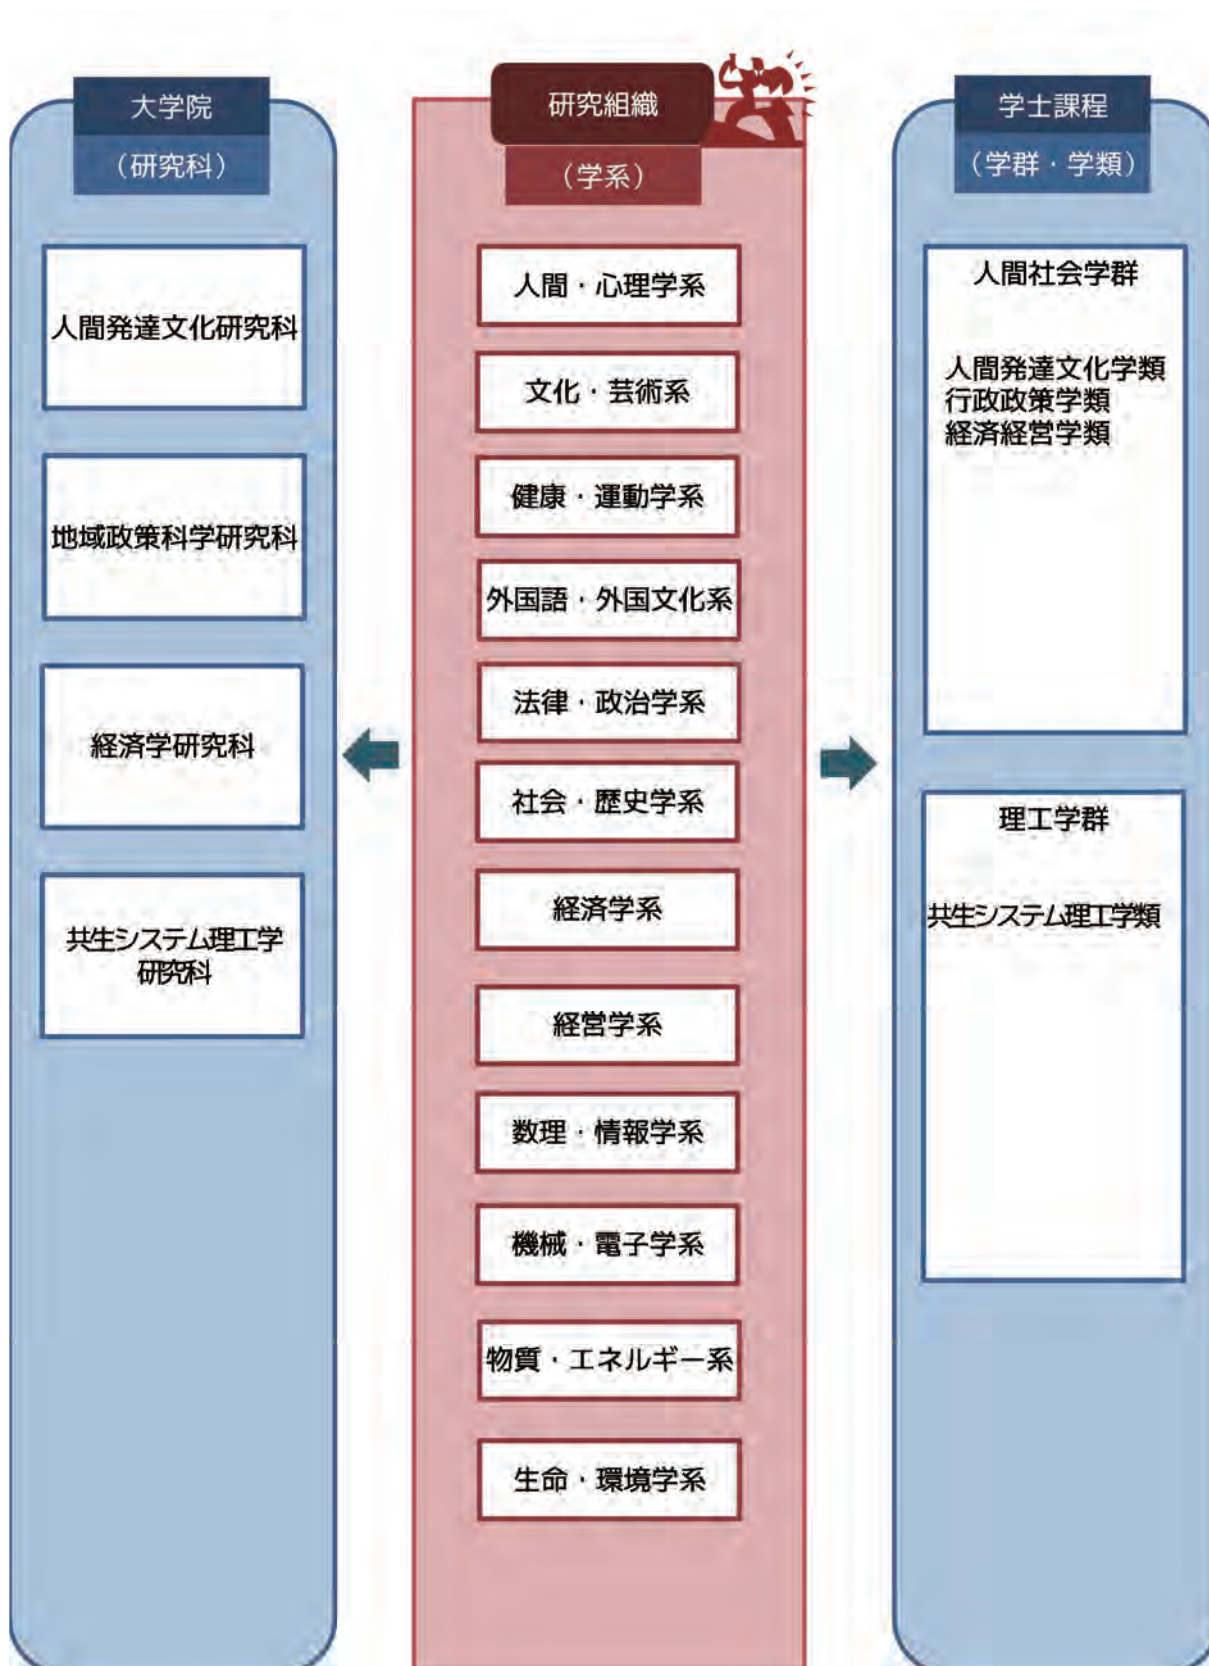 大学院
（研究科）
人間発達文化研究科
地域政策科学研究科
経済学研究科
共生システム理工学
研究科
研究組織
（学系）
人間・心理学系
文化・芸術系
健康・運動学系
外国語・外国文化系
法律・政治学系
社会・歴史学系
経済学系
経営学系
数理・情報学系
機械・電子学系
物質・エネルギー系
生命・環境学系
学士課程
（学群・学類）
人間社会学群
人間発達文化学類
行政政策学類
経済経営学類
理工学群
共生システム理工学類